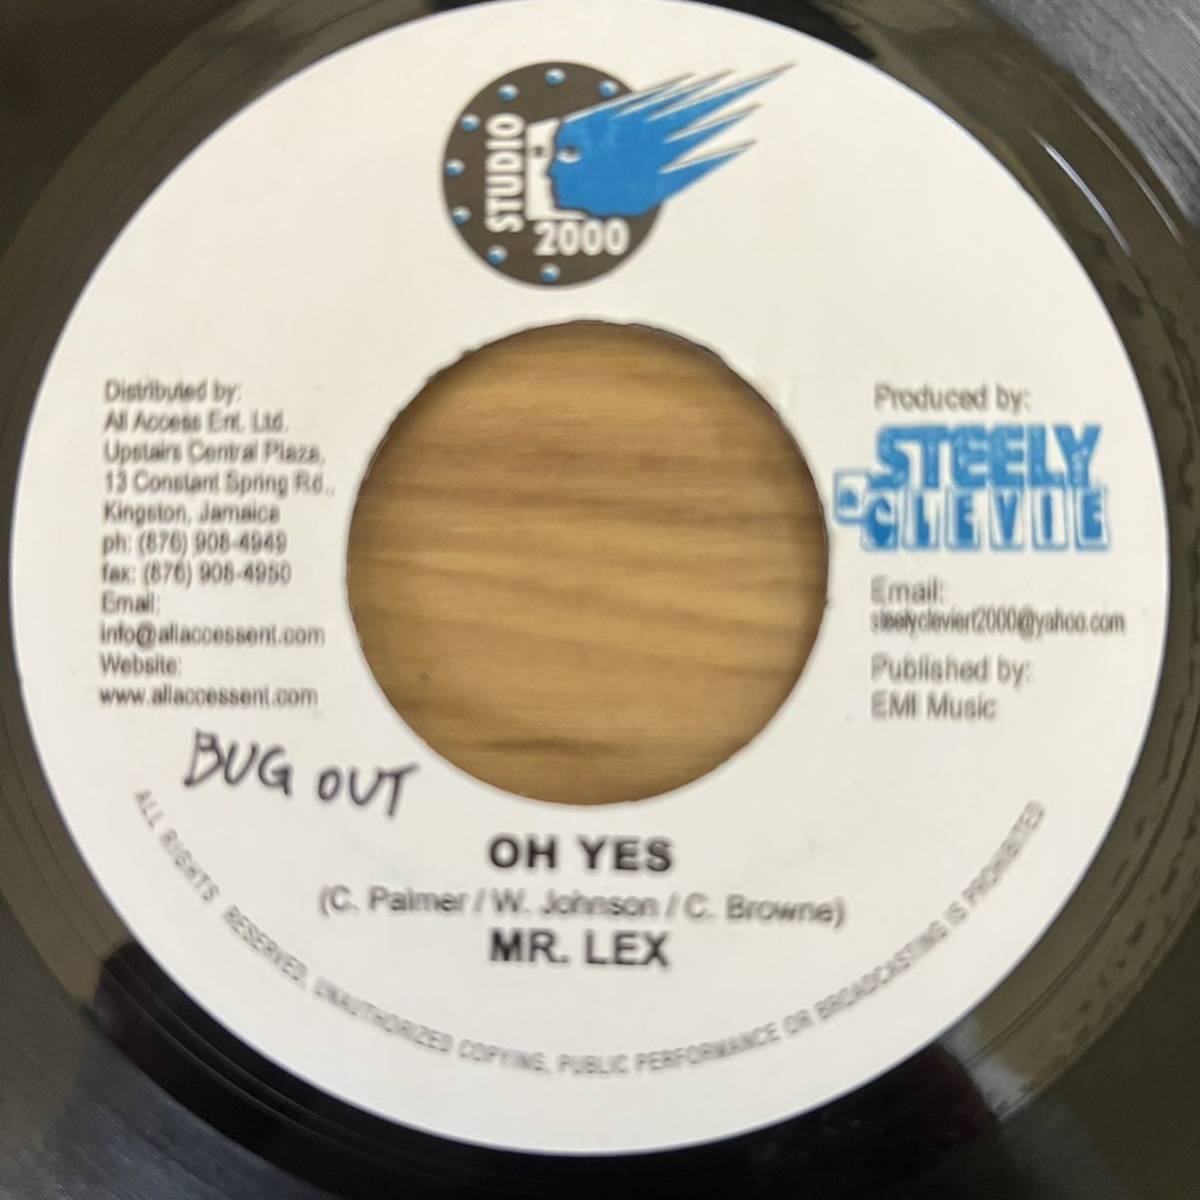 STUDIO
2000
Distributed by:
All Access Ent. Ltd.
Upstairs Central Plaza,
13 Constant Spring Rd.,
Kingston, Jamaica
ph: (876) 908-4949
fax: (876) 908-4950
Email:
info@allaccessent.com
Website:
www.allaccessent.com
Produced by:
STEELY
& CLEVIE
Email:
steelyclevient2000@yahoo.com
Published by:
EMI Music
BUG OUT
OH YES
(C. Palmer / W. Johnson / C. Browne)
MR. LEX
ALL RIGHTS RESERVED, UNAUTHORIZED COPYING, PUBLIC PERFORMANCE OR BROADCASTING IS PROHIBITED